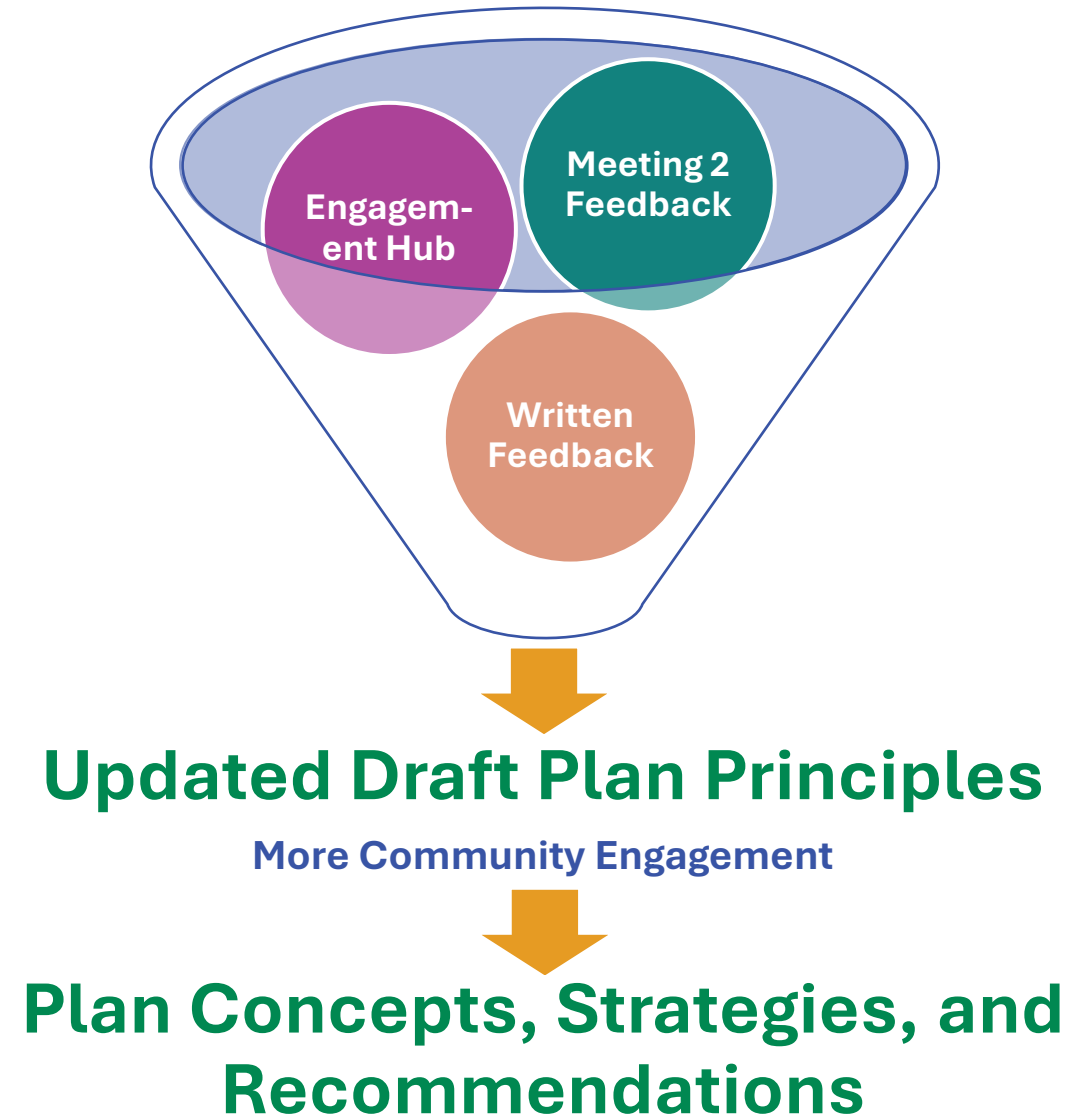 Engagem-
ent Hub
Meeting 2
Feedback
Written
Feedback
Updated Draft Plan Principles
More Community Engagement
Plan Concepts, Strategies, and
Recommendations